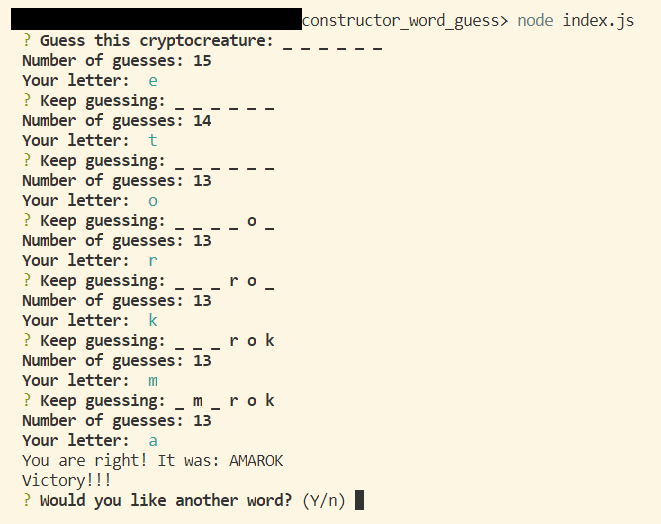 constructor_word_guess> node index.js
? Guess this cryptocreature: _ _ _ _ _ _
Number of guesses: 15
Your letter: e
? Keep guessing: _ _ _ _ _ _
Number of guesses: 14
Your letter: t
? Keep guessing: _ _ _ _ _ _
Number of guesses: 13
Your letter: o
? Keep guessing: _ _ _ _ o _
Number of guesses: 13
Your letter: r
? Keep guessing: _ _ _ r o _
Number of guesses: 13
Your letter: k
? Keep guessing: _ _ _ r o k
Number of guesses: 13
Your letter: m
? Keep guessing: _ m _ r o k
Number of guesses: 13
Your letter: a
You are right! It was: AMAROK
Victory!!!
? Would you like another word? (Y/n)